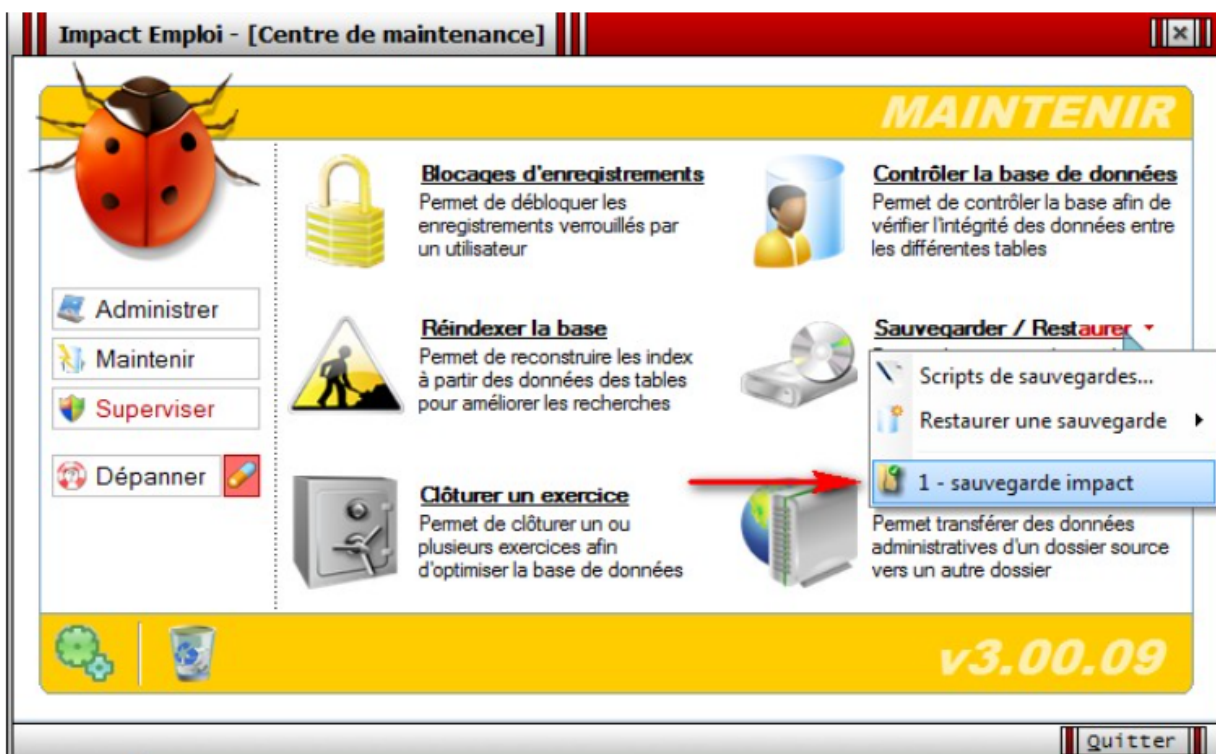 Impact Emploi - [Centre de maintenance]
MAINTENIR
Administrer
Maintenir
Superviser
Dépanner
Blocages d'enregistrements
Permet de débloquer les
enregistrements verrouillés par
un utilisateur
Contrôler la base de données
Permet de contrôler la base afin de
vérifier l'intégrité des données entre
les différentes tables
Réindexer la base
Permet de reconstruire les index
à partir des données des tables
pour améliorer les recherches
Sauvegarder / Restaurer
Scripts de sauvegardes...
Restaurer une sauvegarde
1 - sauvegarde impact
Clôturer un exercice
Permet de clôturer un ou
plusieurs exercices afin
d'optimiser la base de données
Permet transférer des données
administratives d'un dossier source
vers un autre dossier
v3.00.09
Quitter